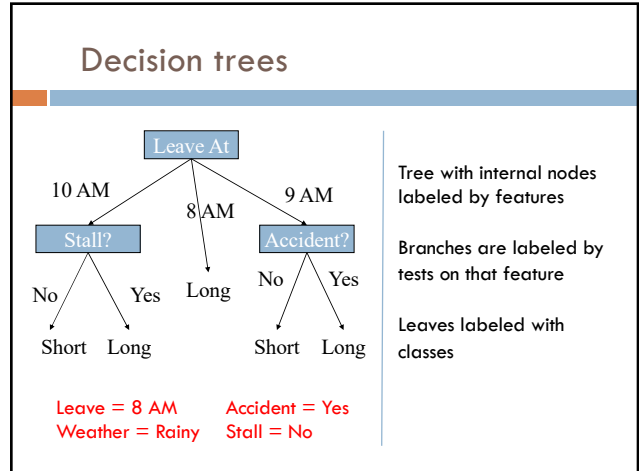 Decision trees
Leave At
10 AM
8 AM
9 AM
Stall?
Accident?
No
Yes
Long
No
Yes
Short
Long
Short
Long
Tree with internal nodes
labeled by features
Branches are labeled by
tests on that feature
Leaves labeled with
classes
Leave = 8 AM
Accident = Yes
Weather = Rainy
Stall = No